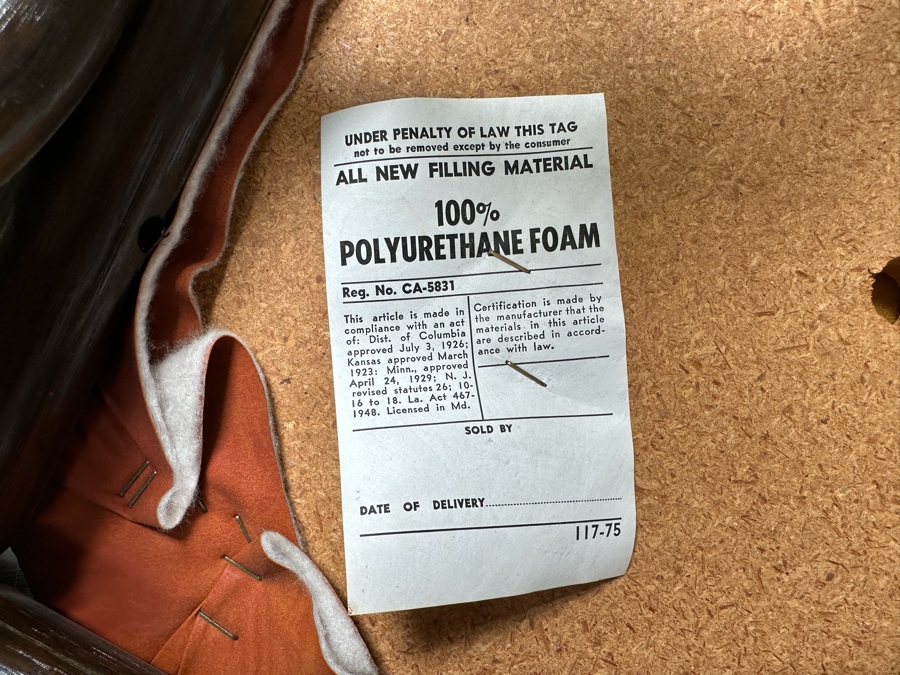 UNDER PENALTY OF LAW THIS TAG
not to be removed except by the consumer
ALL NEW FILLING MATERIAL
100%
POLYURETHANE FOAM
Reg. No. CA-5831
This article is made in
compliance with an act
of: Dist. of Columbia
approved July 3, 1926;
Kansas approved March
1923: Minn., approved
April 24, 1929; N. J.
revised statutes 26; 10-
16 to 18. La. Act 467-
1948. Licensed in Md.
Certification is made by
the manufacturer that the
materials in this article
are described in accord-
ance with law.
SOLD BY
DATE OF DELIVERY
117-75